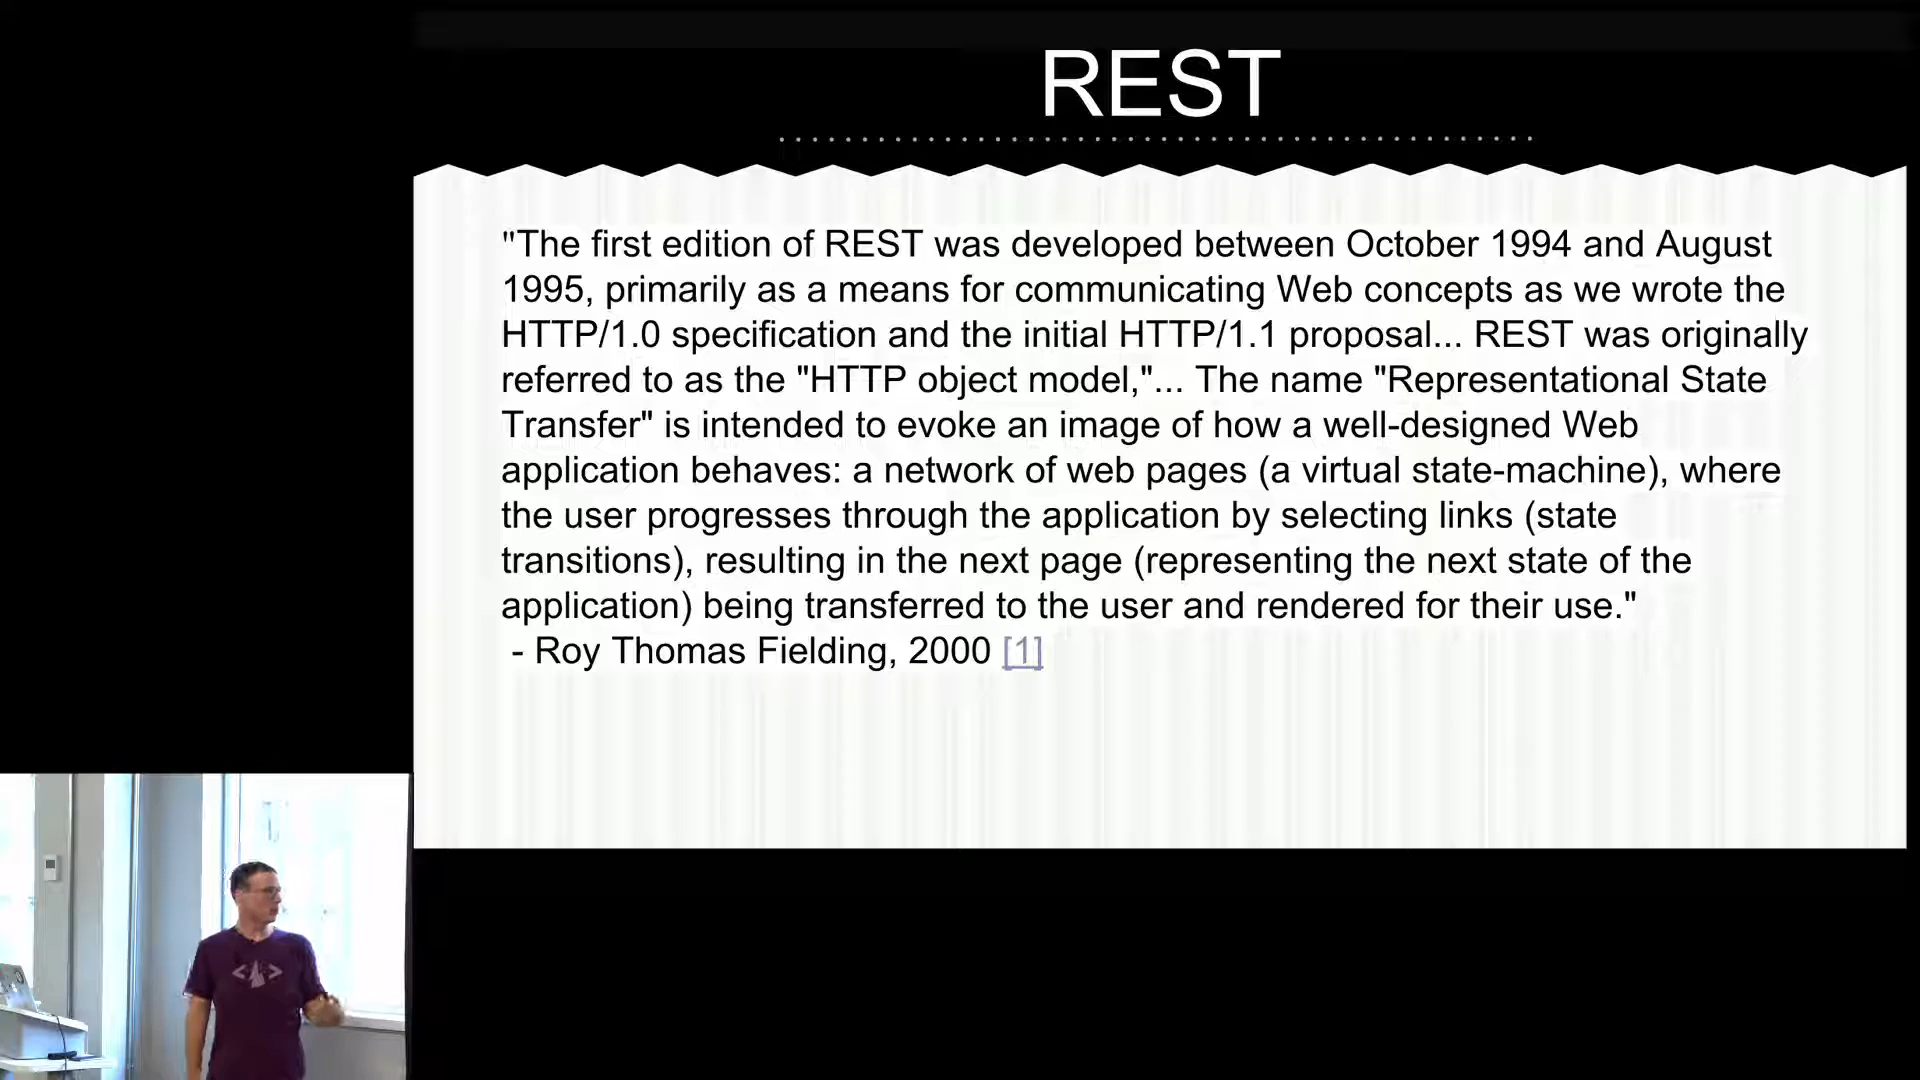 REST
"The first edition of REST was developed between October 1994 and August
1995, primarily as a means for communicating Web concepts as we wrote the
HTTP/1.0 specification and the initial HTTP/1.1 proposal... REST was originally
referred to as the "HTTP object model,"... The name "Representational State
Transfer" is intended to evoke an image of how a well-designed Web
application behaves: a network of web pages (a virtual state-machine), where
the user progresses through the application by selecting links (state
transitions), resulting in the next page (representing the next state of the
application) being transferred to the user and rendered for their use."
- Roy Thomas Fielding, 2000 [1]